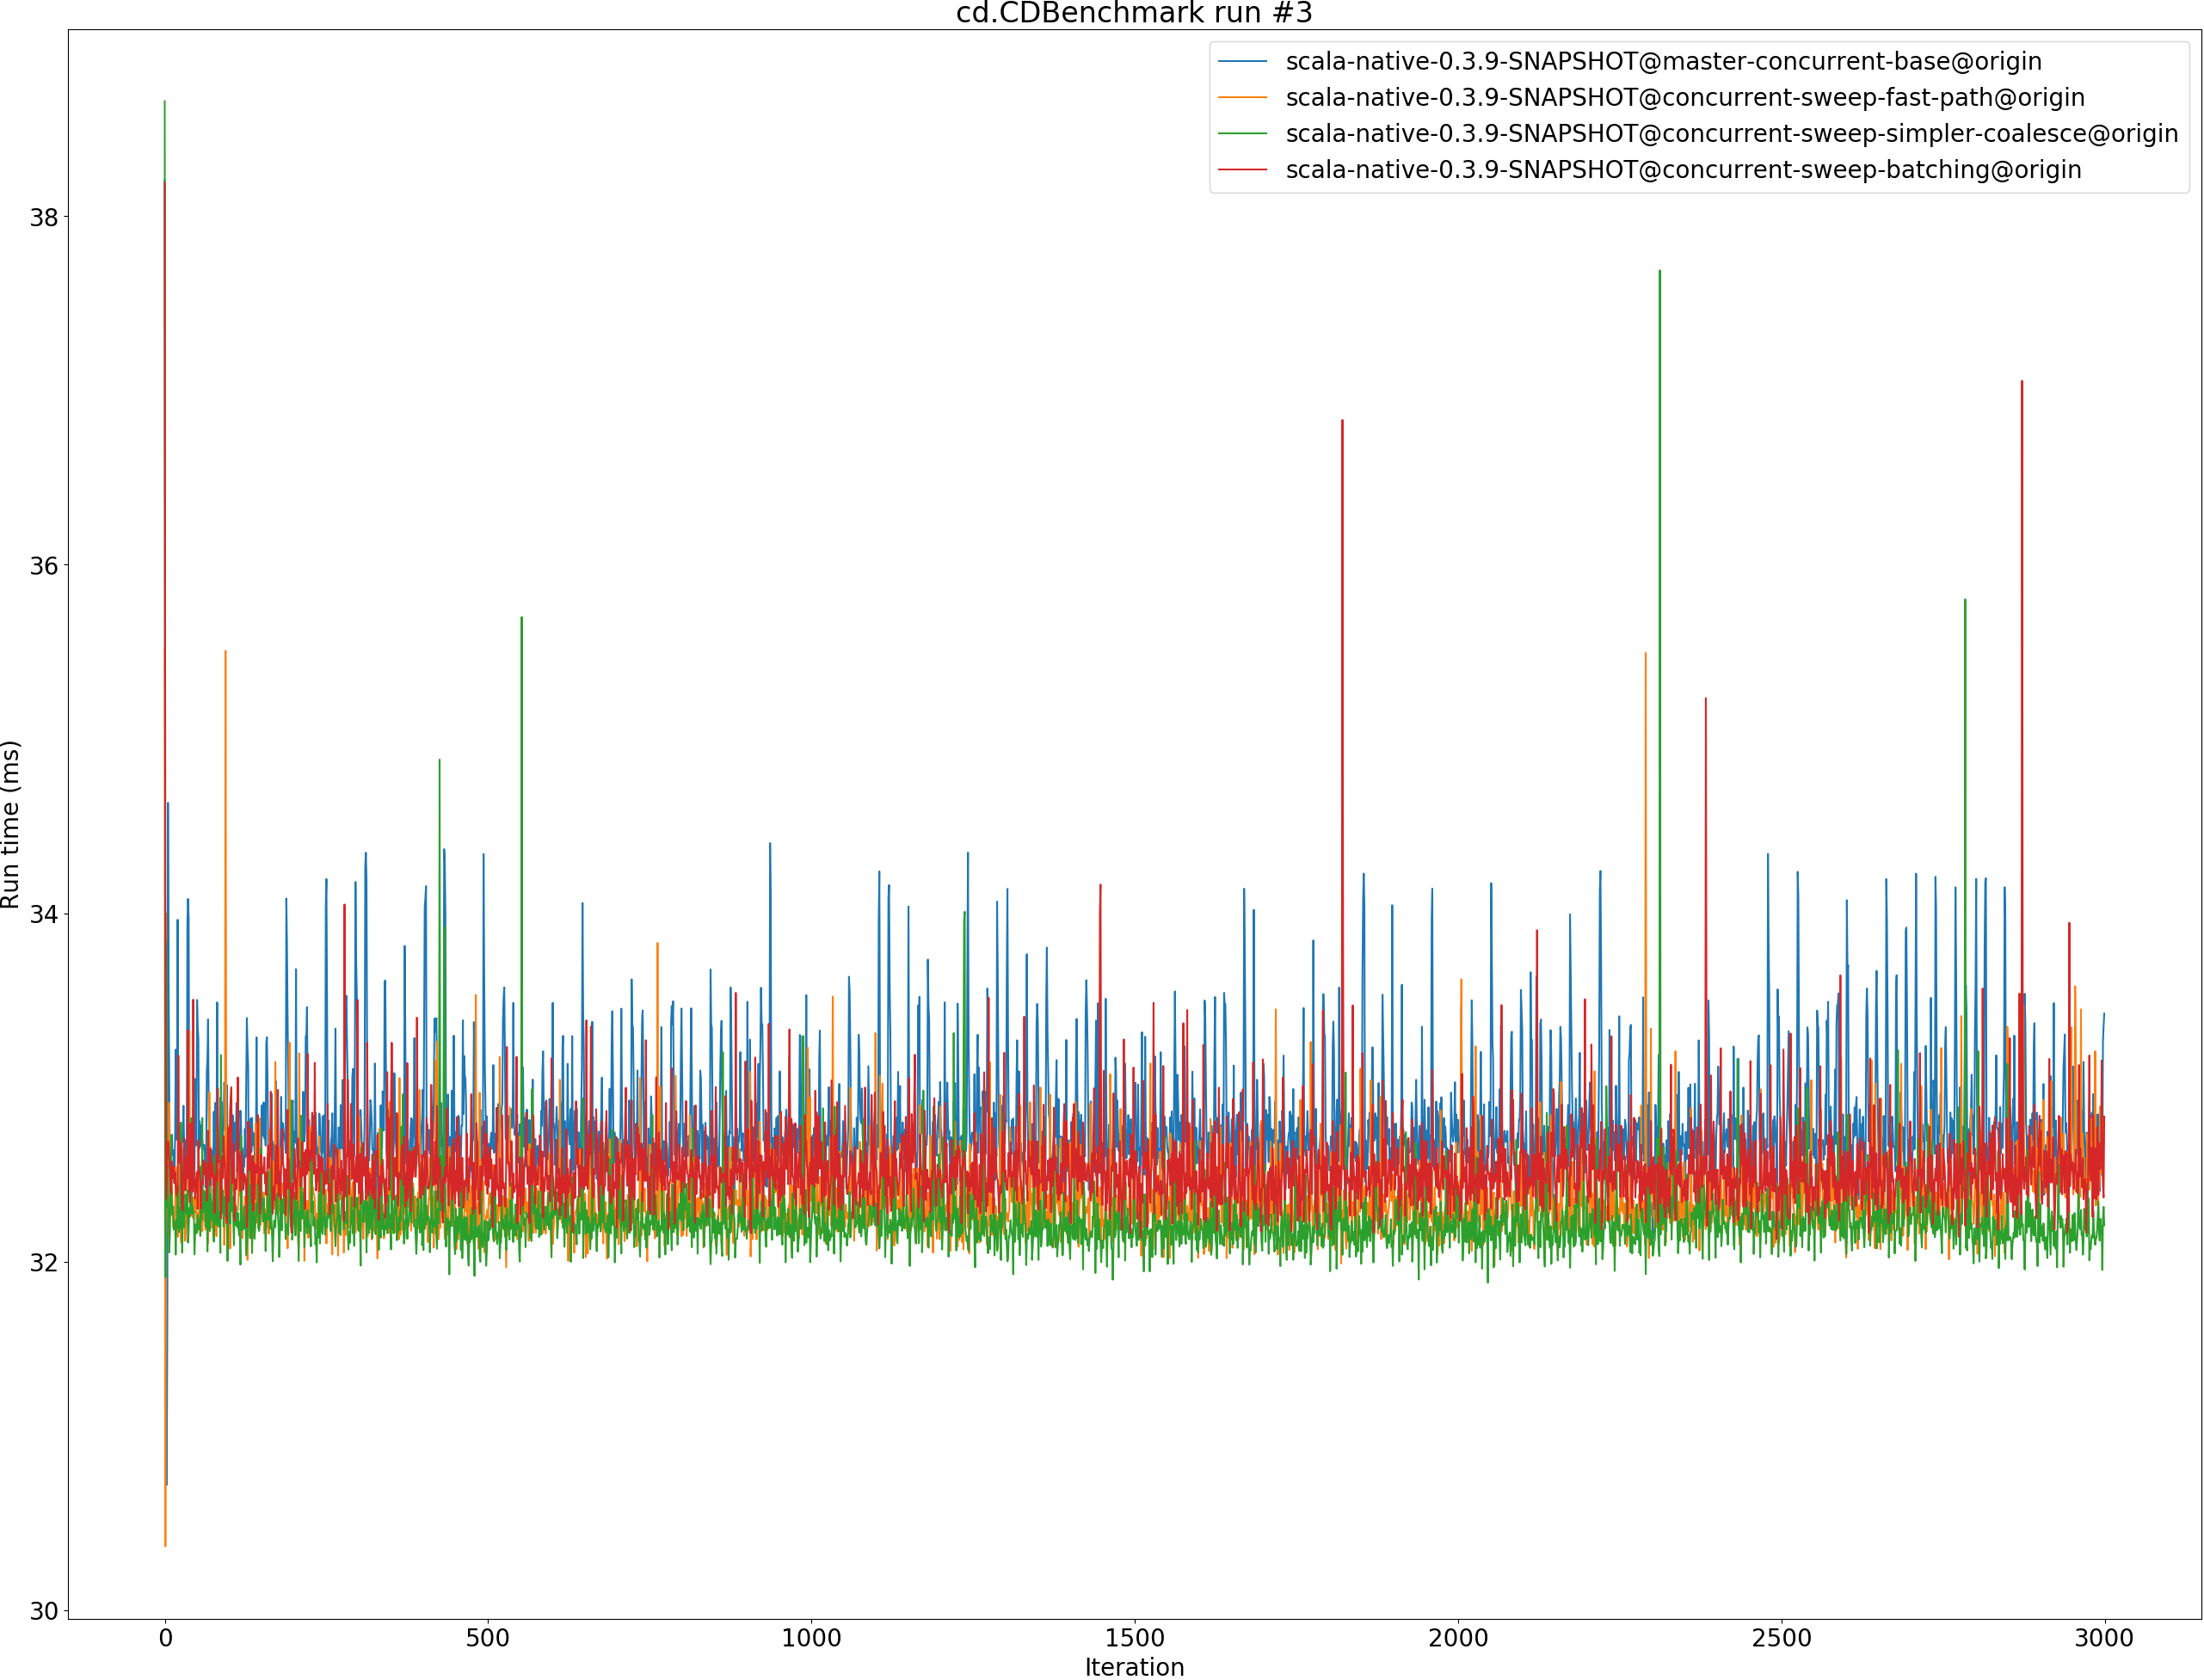 cd.CDBenchmark run #3
scala-native-0.3.9-SNAPSHOT@master-concurrent-base@origin
scala-native-0.3.9-SNAPSHOT@concurrent-sweep-fast-path@origin
scala-native-0.3.9-SNAPSHOT@concurrent-sweep-simpler-coalesce@origin
scala-native-0.3.9-SNAPSHOT@concurrent-sweep-batching@origin
38
36
34
32
30
Run time (ms)
0 500 1000 1500 2000 2500 3000
Iteration